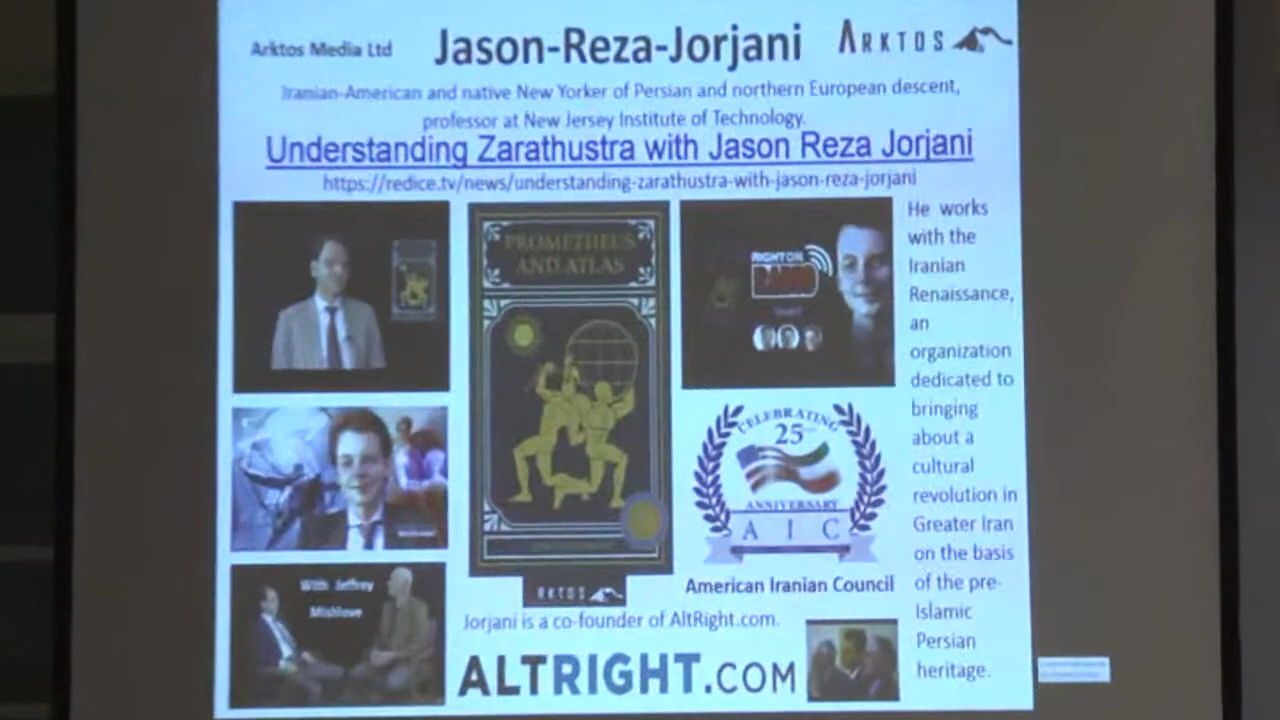 Arktos Media Ltd
Jason-Reza-Jorjani
ARKTOS
Iranian-American and native New Yorker of Persian and northern European descent,
professor at New Jersey Institute of Technology.
Understanding Zarathustra with Jason Reza Jorjani
https://redice.tv/news/understanding-zarathustra-with-jason-reza-jorjani
PROMETHEUS
AND ATLAS
RIGHT ON
He works
with the
Iranian
Renaissance,
an
organization
dedicated to
bringing
about a
cultural
revolution in
Greater Iran
on the basis
of the pre-
Islamic
Persian
heritage.
CELEBRATING
25
ANNIVERSARY
A I C
American Iranian Council
With Jeffrey
Mishlove
ARKTOS
Jorjani is a co-founder of AltRight.com.
ALTRIGHT.COM